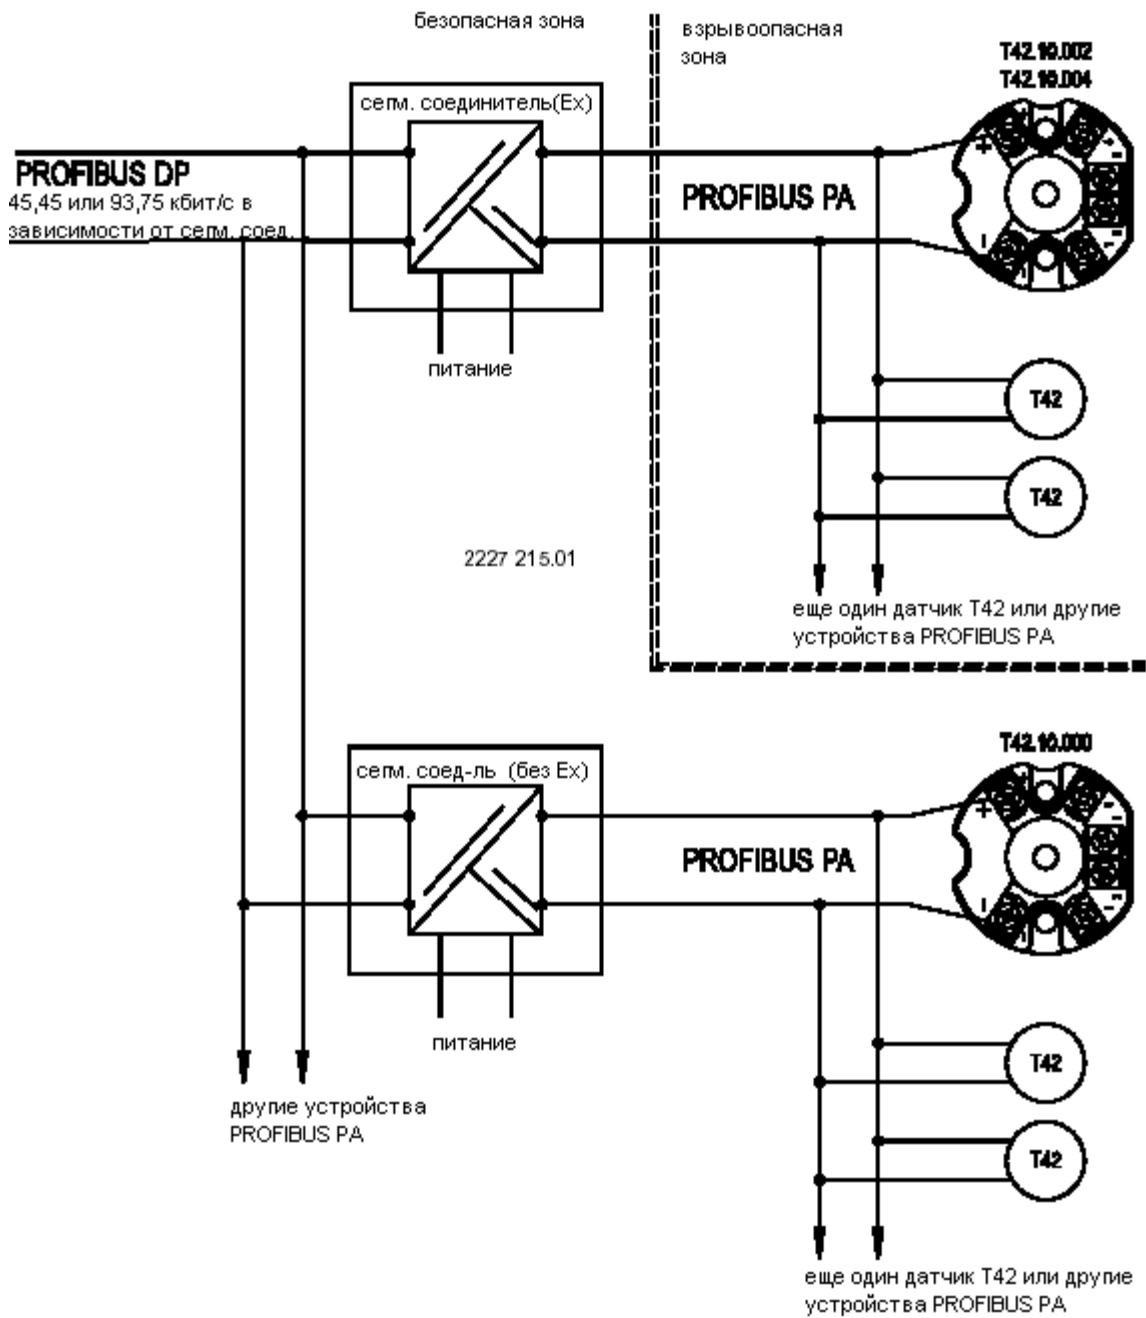 безопасная зона
взрывоопасная
зона
T42.10.002
T42.10.004
сегм. соединитель(Ex)
PROFIBUS DP
45,45 или 93,75 кбит/с в
зависимости от сегм. соед.
PROFIBUS PA
+
-
питание
T42
T42
2227 215.01
еще один датчик T42 или другие
устройства PROFIBUS PA
T42.10.000
сегм. соед-ль (без Ex)
PROFIBUS PA
+
-
питание
T42
другие устройства
PROFIBUS PA
T42
еще один датчик T42 или другие
устройства PROFIBUS PA